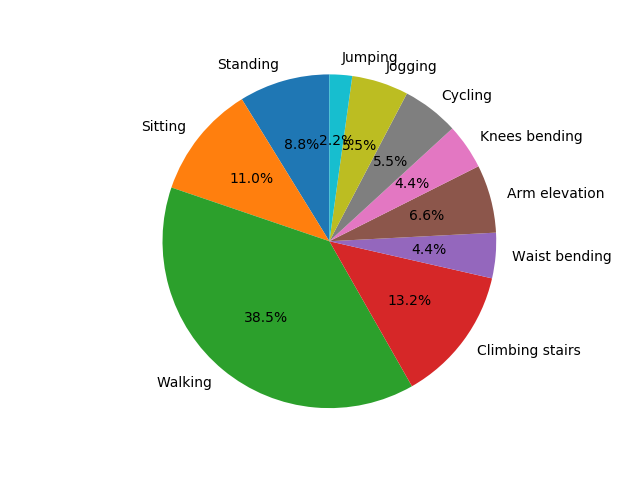 Jumping
Jogging
Standing
Cycling
Sitting
Knees bending
2.2%
8.8%
5.5%
5.5%
11.0%
4.4%
Arm elevation
6.6%
4.4%
Waist bending
13.2%
38.5%
Climbing stairs
Walking